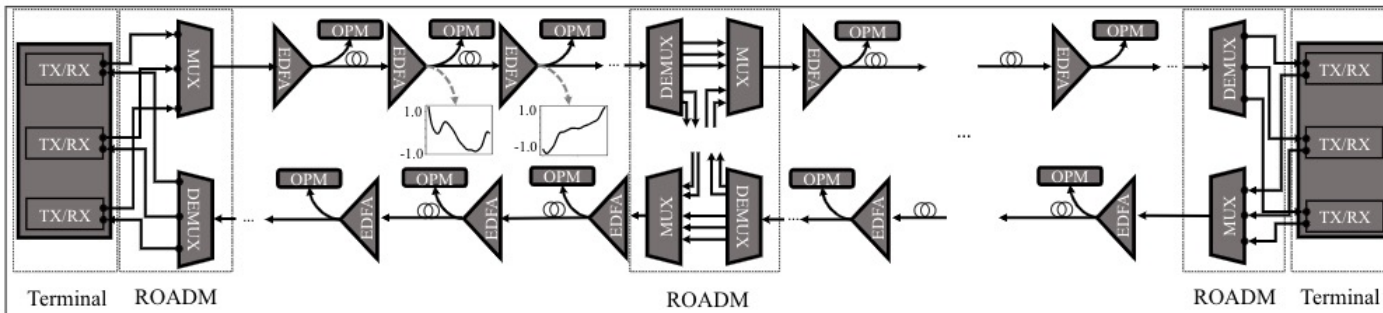 OPM OPM OPM OPM OPM
MUX EDFA EDFA EDFA DEMUX MUX EDFA EDFA DEMUX
TX/RX TX/RX
1.0 1.0
-1.0 -1.0
TX/RX ... TX/RX
OPM OPM OPM OPM OPM
DEMUX EDFA EDFA EDFA MUX DEMUX EDFA EDFA MUX
TX/RX TX/RX
Terminal ROADM ROADM ROADM Terminal